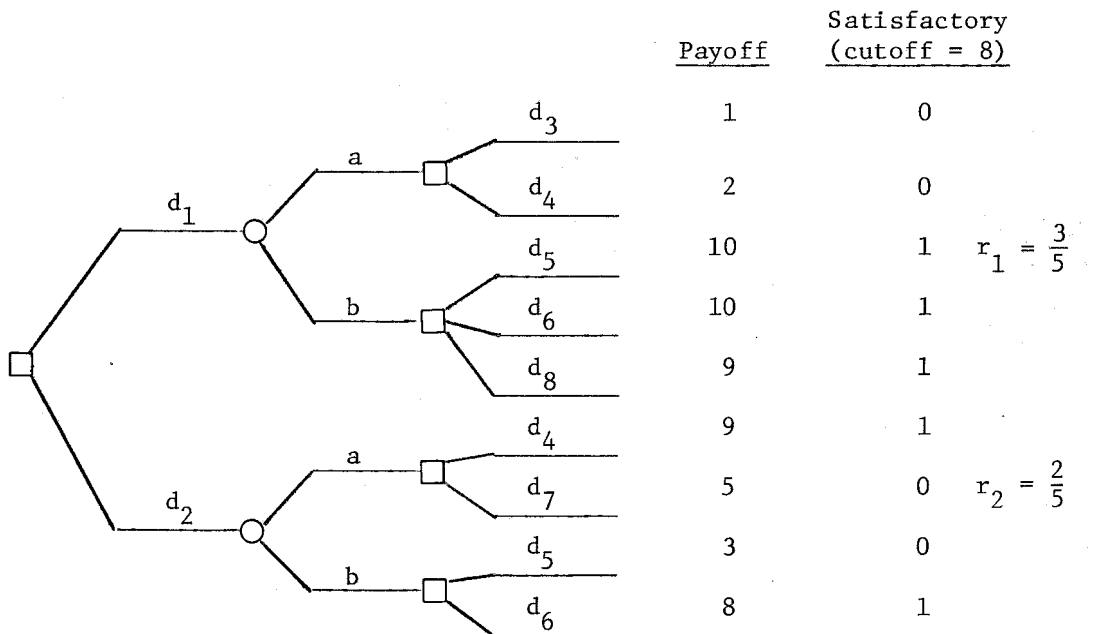 Satisfactory
Payoff (cutoff = 8)
d3 1 0
a
d4 2 0
d1
d5 10 1 r1 = 3/5
b
d6 10 1
d8 9 1
d4 9 1
a
d7 5 0 r2 = 2/5
d2
d5 3 0
b
d6 8 1